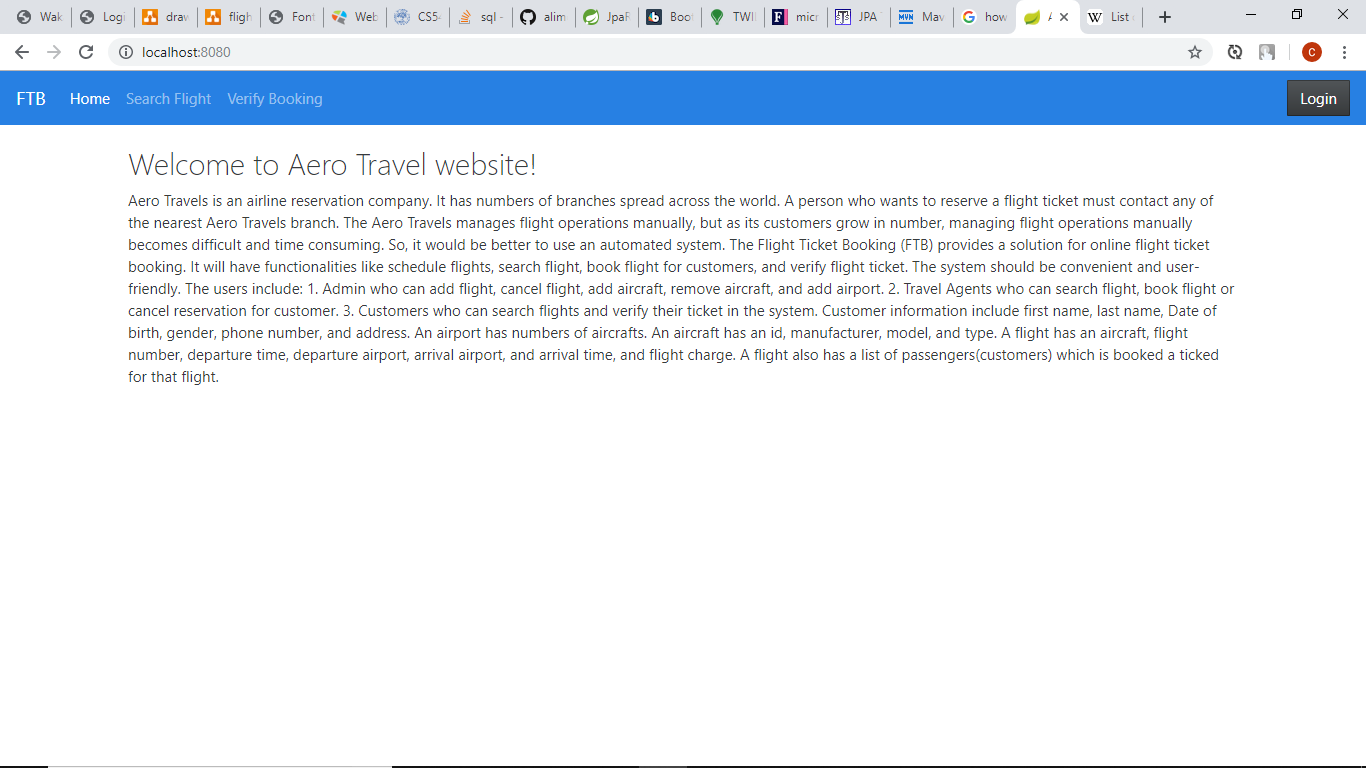 Wak
Logi
drav
fligh
Font
Web
CS5
sql -
alim
JpaR
Boot
TWI
micr
JPA
Mav
how
List
localhost:8080
C
FTB Home Search Flight Verify Booking Login
Welcome to Aero Travel website!
Aero Travels is an airline reservation company. It has numbers of branches spread across the world. A person who wants to reserve a flight ticket must contact any of
the nearest Aero Travels branch. The Aero Travels manages flight operations manually, but as its customers grow in number, managing flight operations manually
becomes difficult and time consuming. So, it would be better to use an automated system. The Flight Ticket Booking (FTB) provides a solution for online flight ticket
booking. It will have functionalities like schedule flights, search flight, book flight for customers, and verify flight ticket. The system should be convenient and user-
friendly. The users include: 1. Admin who can add flight, cancel flight, add aircraft, remove aircraft, and add airport. 2. Travel Agents who can search flight, book flight or
cancel reservation for customer. 3. Customers who can search flights and verify their ticket in the system. Customer information include first name, last name, Date of
birth, gender, phone number, and address. An airport has numbers of aircrafts. An aircraft has an id, manufacturer, model, and type. A flight has an aircraft, flight
number, departure time, departure airport, arrival airport, and arrival time, and flight charge. A flight also has a list of passengers(customers) which is booked a ticked
for that flight.